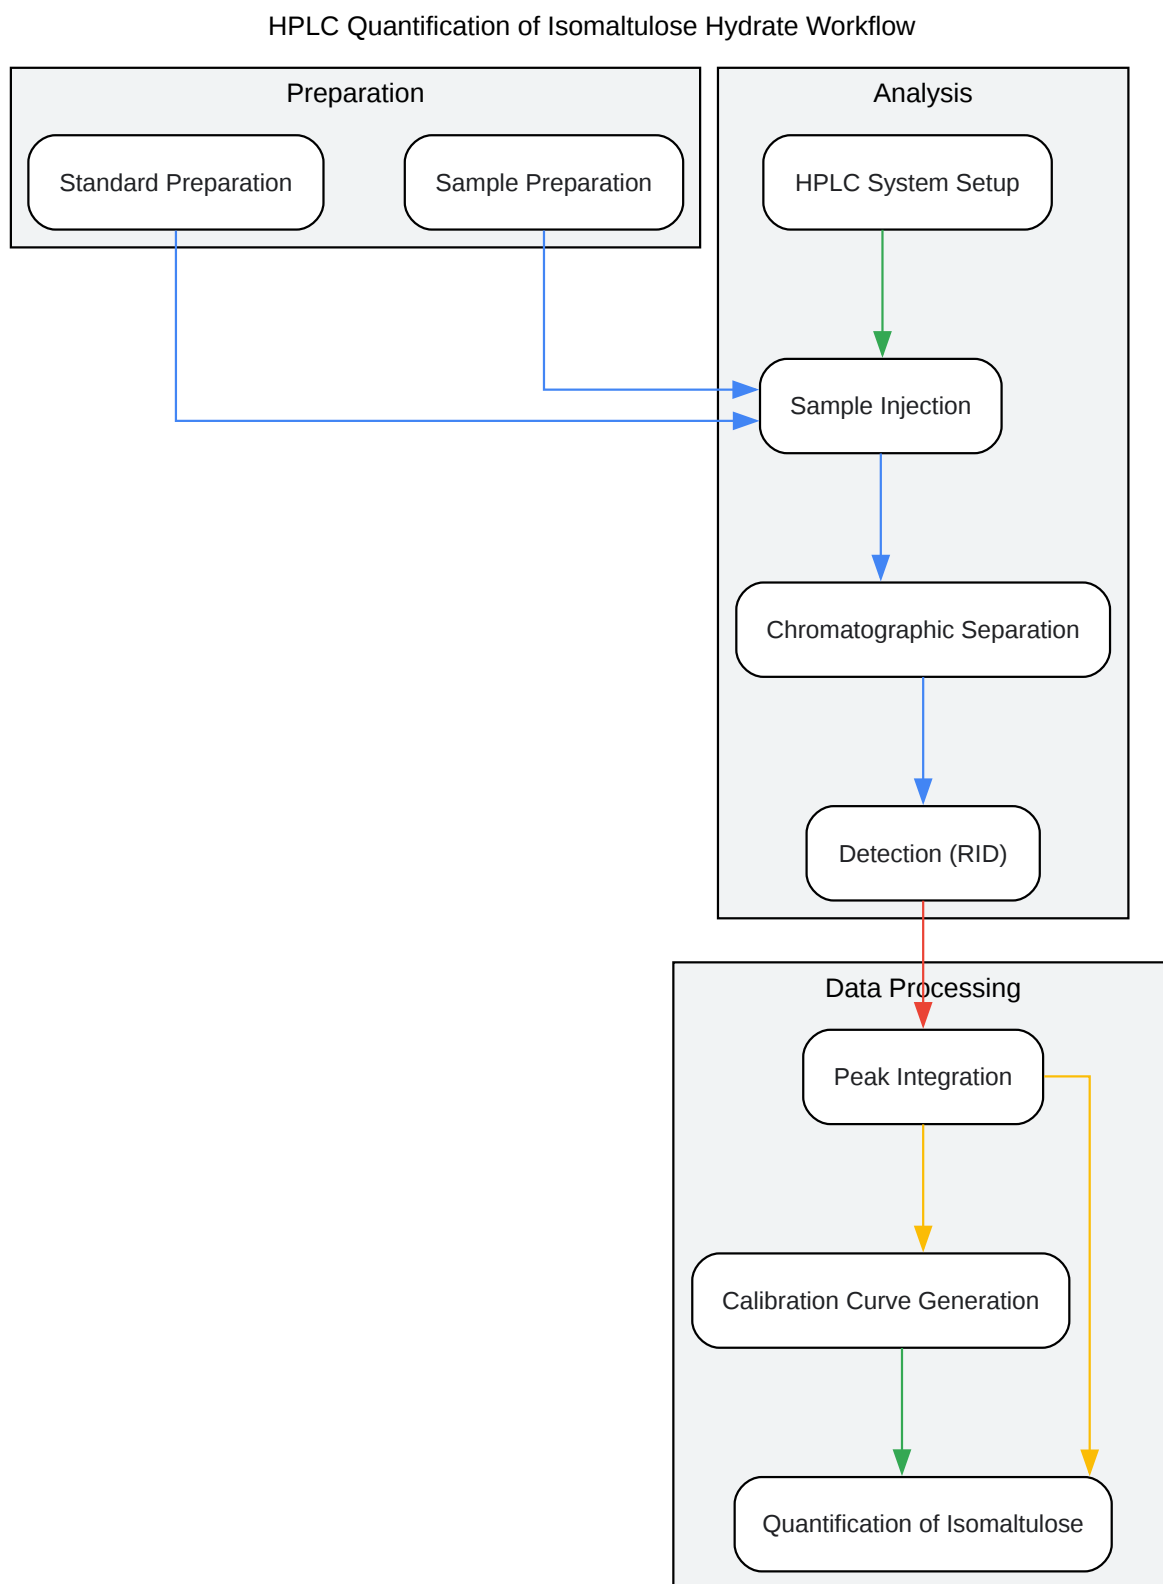 HPLC Quantification of Isomaltulose Hydrate Workflow
Preparation
Standard Preparation
Sample Preparation
Analysis
HPLC System Setup
Sample Injection
Chromatographic Separation
Detection (RID)
Data Processing
Peak Integration
Calibration Curve Generation
Quantification of Isomaltulose